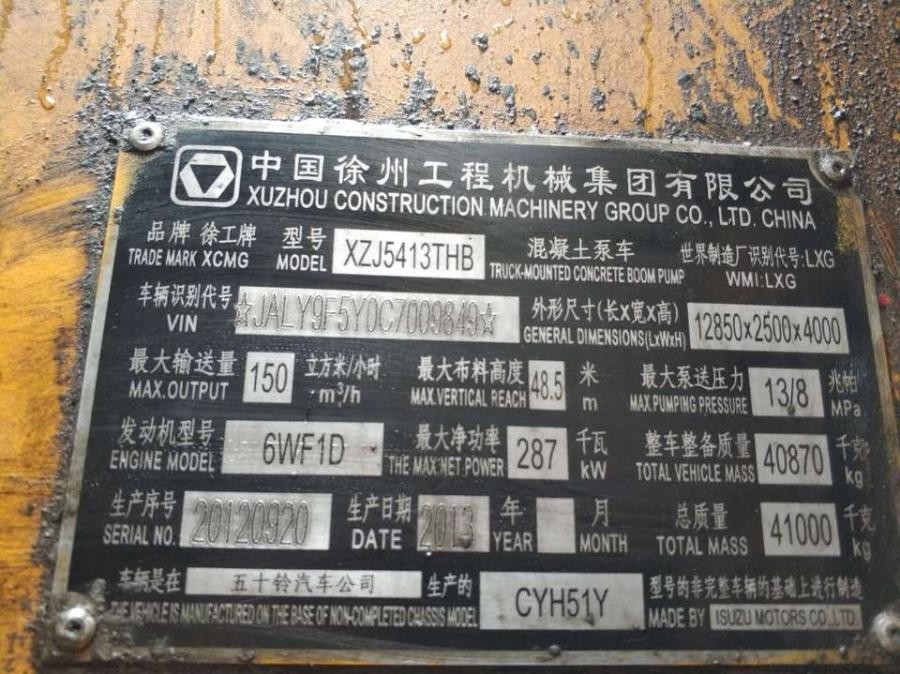 中国徐州工程机械集团有限公司
XUZHOU CONSTRUCTION MACHINERY GROUP CO., LTD. CHINA
品牌 徐工牌 型号 XZJ5413THB 混凝土泵车 世界制造厂识别代号:LXG
TRADE MARK XCMG MODEL TRUCK-MOUNTED CONCRETE BOOM PUMP WMI:LXG
车辆识别代号 ☆JALY9F5Y0C7009849☆ 外形尺寸(长x宽x高) 12850x2500x4000
VIN GENERAL DIMENSIONS(LxWxH)
最大输送量 150 立方米/小时 最大布料高度 48.5 米 最大泵送压力 13/8 兆帕
MAX.OUTPUT m³/h MAX.VERTICAL REACH m MAX.PUMPING PRESSURE MPa
发动机型号 6WF1D 最大净功率 287 千瓦 整车整备质量 40870 千克
ENGINE MODEL THE MAX NET POWER kW TOTAL VEHICLE MASS kg
生产序号 20120920 生产日期 2013 年 月 总质量 41000 千克
SERIAL NO. DATE YEAR MONTH TOTAL MASS kg
车辆是在 五十铃汽车公司 生产的 CYH51Y 型号的非完整车辆的基础上进行制造
THE VEHICLE IS MANUFACTURED ON THE BASE OF NON-COMPLETED CHASSIS MODEL MADE BY ISUZU MOTORS CO.,LTD.